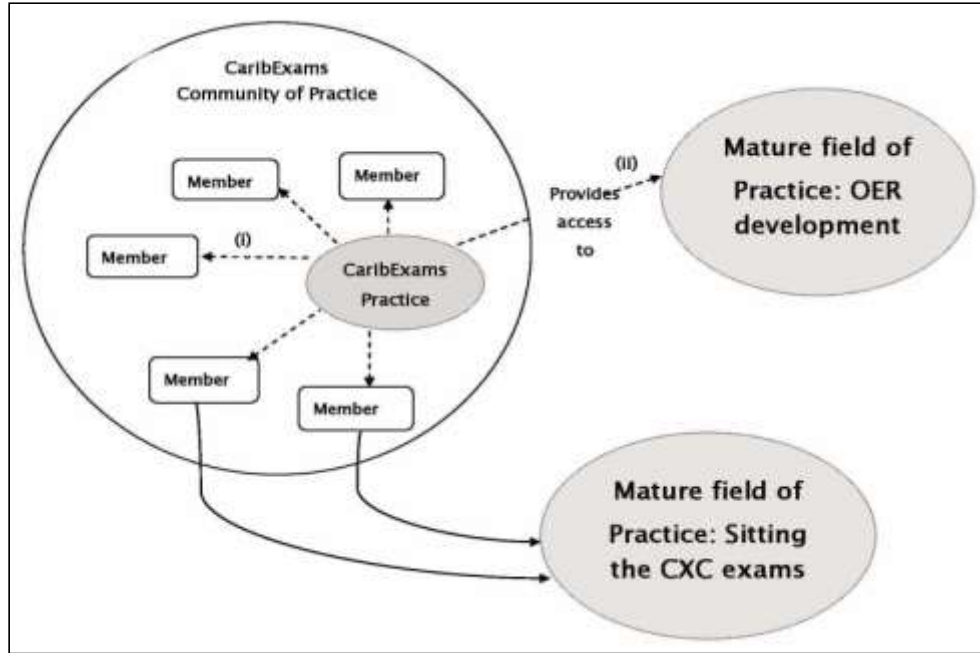 CaribExams
Community of Practice
Member
Member
Member
(i)
CaribExams
Practice
Member
Member
(ii)
Provides
access
to
Mature field of
Practice: OER
development
Mature field of
Practice: Sitting
the CXC exams